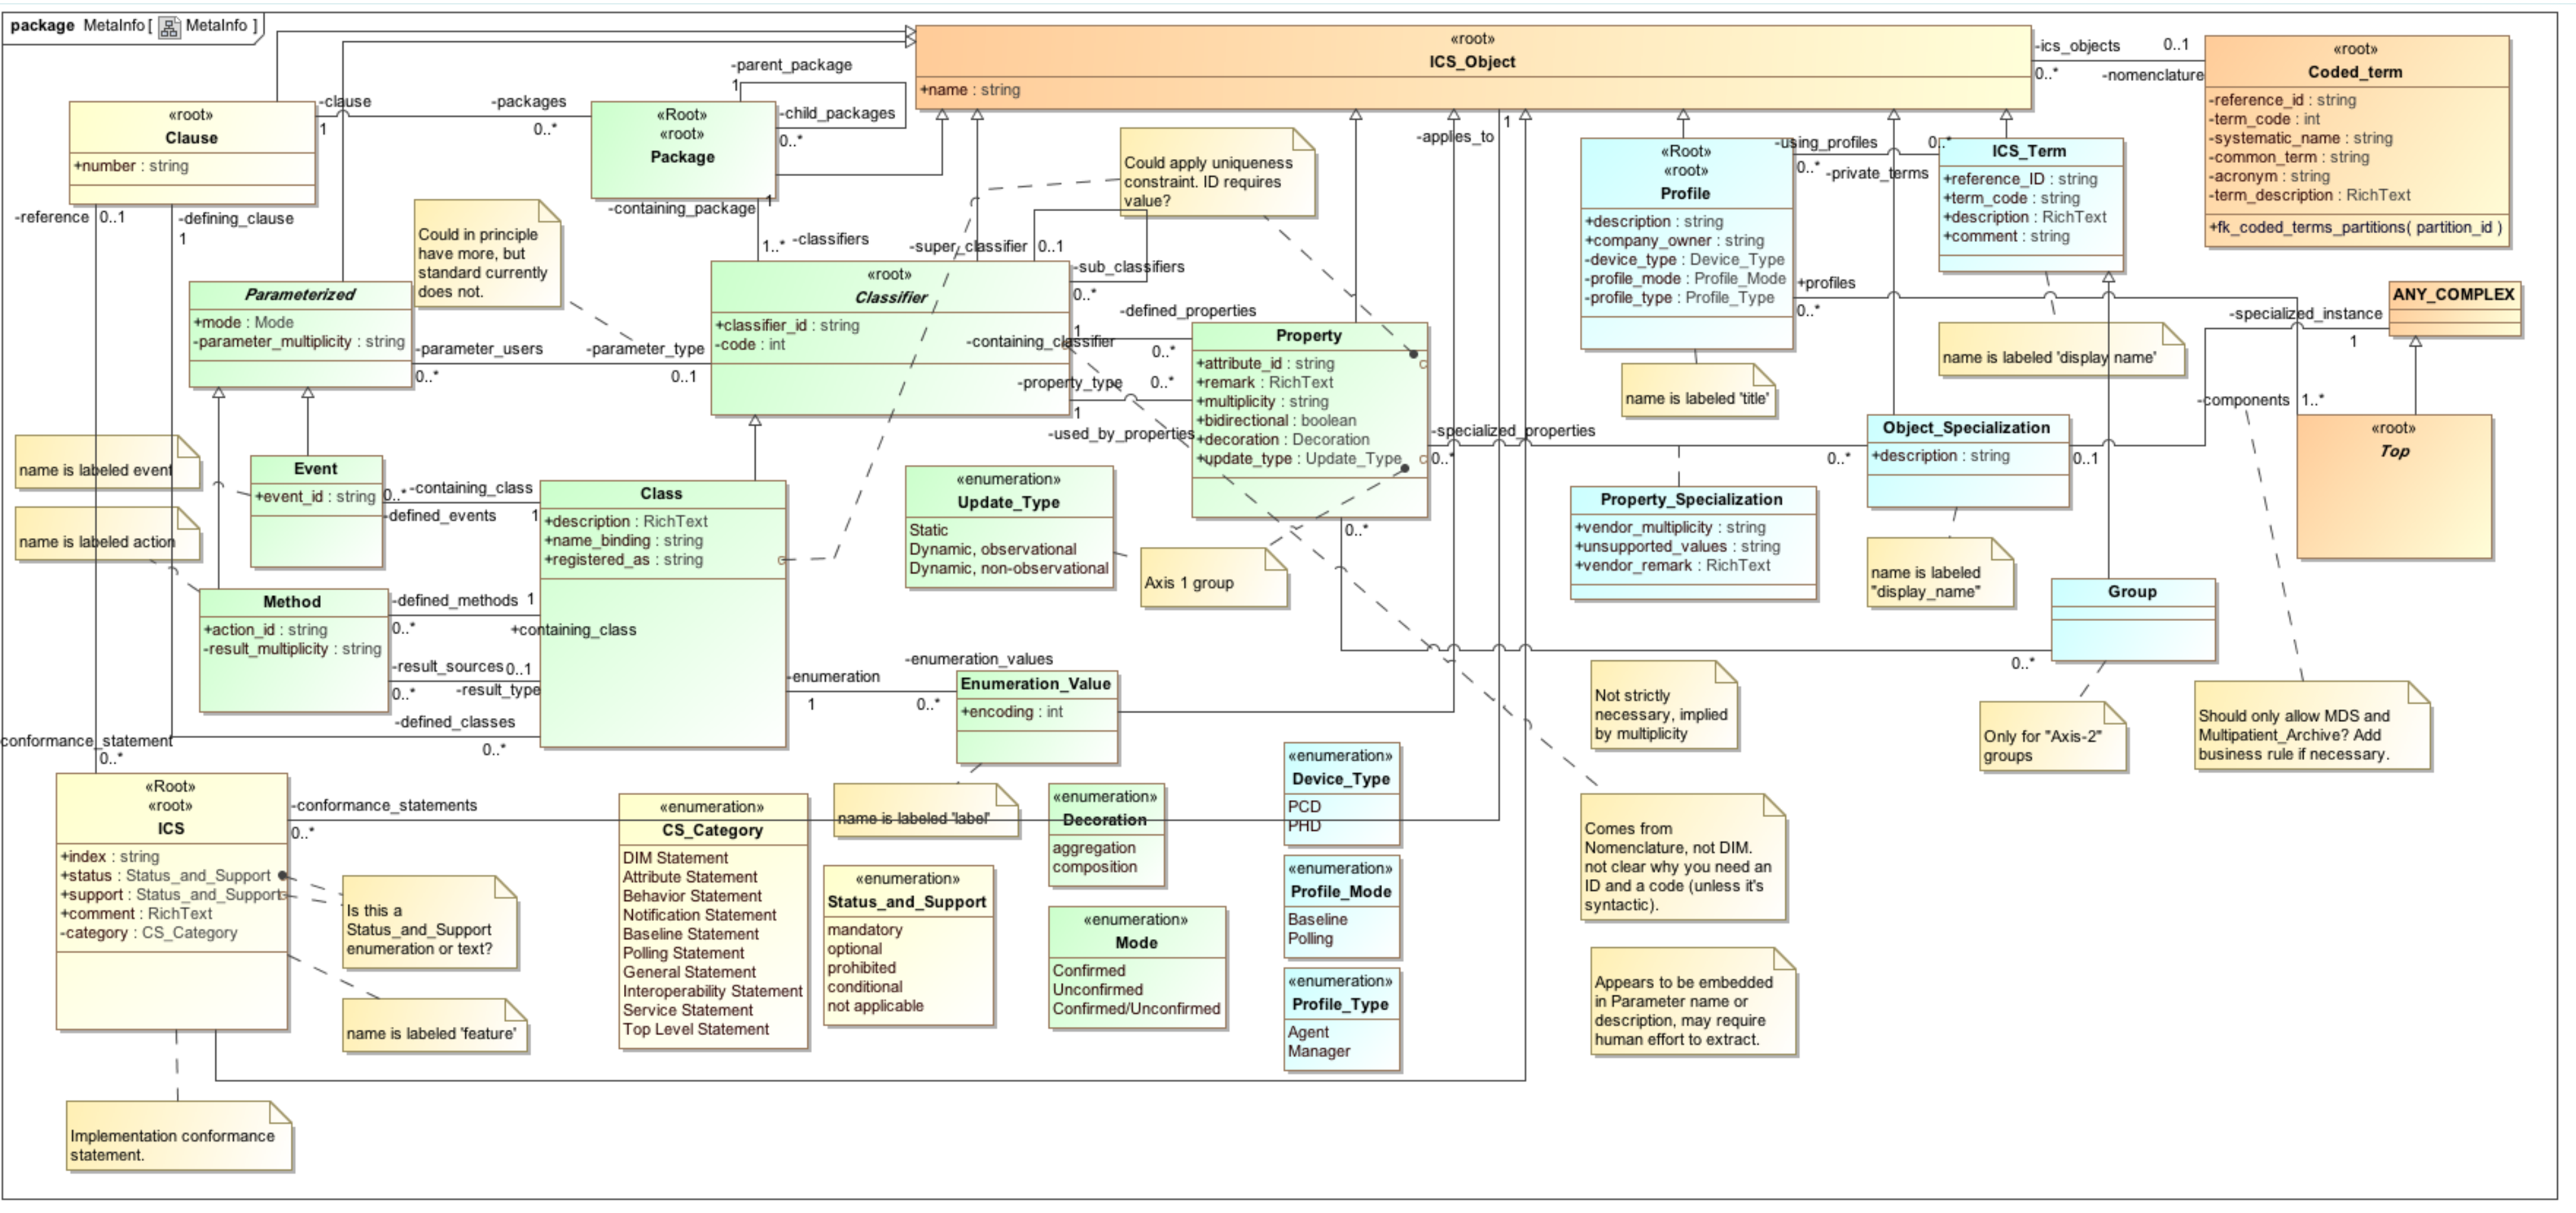 package MetaInfo [ MetaInfo ]
«root»
ICS_Object
+name : string
-ics_objects
0..1
0..*
-nomenclature
«root»
Coded_term
-reference_id : string
-term_code : int
-systematic_name : string
-common_term : string
-acronym : string
-term_description : RichText
+fk_coded_terms_partitions( partition_id )
«root»
Clause
+number : string
-clause
1
-packages
0..*
-parent_package
1
-child_packages
0..*
«Root»
«root»
Package
-containing_package
1
1..*
-classifiers
-reference
0..1
-defining_clause
1
Could in principle
have more, but
standard currently
does not.
Could apply uniqueness
constraint. ID requires
value?
-applies_to
1
«Root»
«root»
Profile
+description : string
+company_owner : string
-device_type : Device_Type
-profile_mode : Profile_Mode
-profile_type : Profile_Type
-using_profiles
0..*
0..*
-private_terms
ICS_Term
+reference_ID : string
+term_code : string
+description : RichText
+comment : string
+profiles
0..*
name is labeled 'display name'
name is labeled 'title'
ANY_COMPLEX
-specialized_instance
1
-components
1..*
«root»
Top
Parameterized
+mode : Mode
-parameter_multiplicity : string
-parameter_users
0..*
-parameter_type
0..1
«root»
Classifier
+classifier_id : string
-code : int
-super_classifier
0..1
-sub_classifiers
0..*
-defined_properties
1
-containing_classifier
0..*
-property_type
0..*
1
-used_by_properties
Property
+attribute_id : string
+remark : RichText
+multiplicity : string
+bidirectional : boolean
+decoration : Decoration
+update_type : Update_Type
-specialized_properties
0..*
0..*
0..*
Object_Specialization
+description : string
0..1
Property_Specialization
+vendor_multiplicity : string
+unsupported_values : string
+vendor_remark : RichText
name is labeled
"display_name"
Group
0..*
name is labeled event
name is labeled action
Event
+event_id : string
0..*
-containing_class
-defined_events
1
Class
+description : RichText
+name_binding : string
+registered_as : string
«enumeration»
Update_Type
Static
Dynamic, observational
Dynamic, non-observational
Axis 1 group
Method
+action_id : string
-result_multiplicity : string
-defined_methods
1
0..*
+containing_class
-result_sources
0..1
0..*
-result_type
-defined_classes
0..*
-enumeration
1
-enumeration_values
0..*
Enumeration_Value
+encoding : int
name is labeled 'label'
Not strictly
necessary, implied
by multiplicity
Only for "Axis-2"
groups
Should only allow MDS and
Multipatient_Archive? Add
business rule if necessary.
conformance_statement
0..*
«Root»
«root»
ICS
+index : string
+status : Status_and_Support
+support : Status_and_Support
+comment : RichText
-category : CS_Category
-conformance_statements
0..*
Is this a
Status_and_Support
enumeration or text?
name is labeled 'feature'
Implementation conformance
statement.
«enumeration»
CS_Category
DIM Statement
Attribute Statement
Behavior Statement
Notification Statement
Baseline Statement
Polling Statement
General Statement
Interoperability Statement
Service Statement
Top Level Statement
«enumeration»
Status_and_Support
mandatory
optional
prohibited
conditional
not applicable
«enumeration»
Decoration
aggregation
composition
«enumeration»
Mode
Confirmed
Unconfirmed
Confirmed/Unconfirmed
«enumeration»
Device_Type
PCD
PHD
«enumeration»
Profile_Mode
Baseline
Polling
«enumeration»
Profile_Type
Agent
Manager
Comes from
Nomenclature, not DIM.
not clear why you need an
ID and a code (unless it's
syntactic).
Appears to be embedded
in Parameter name or
description, may require
human effort to extract.